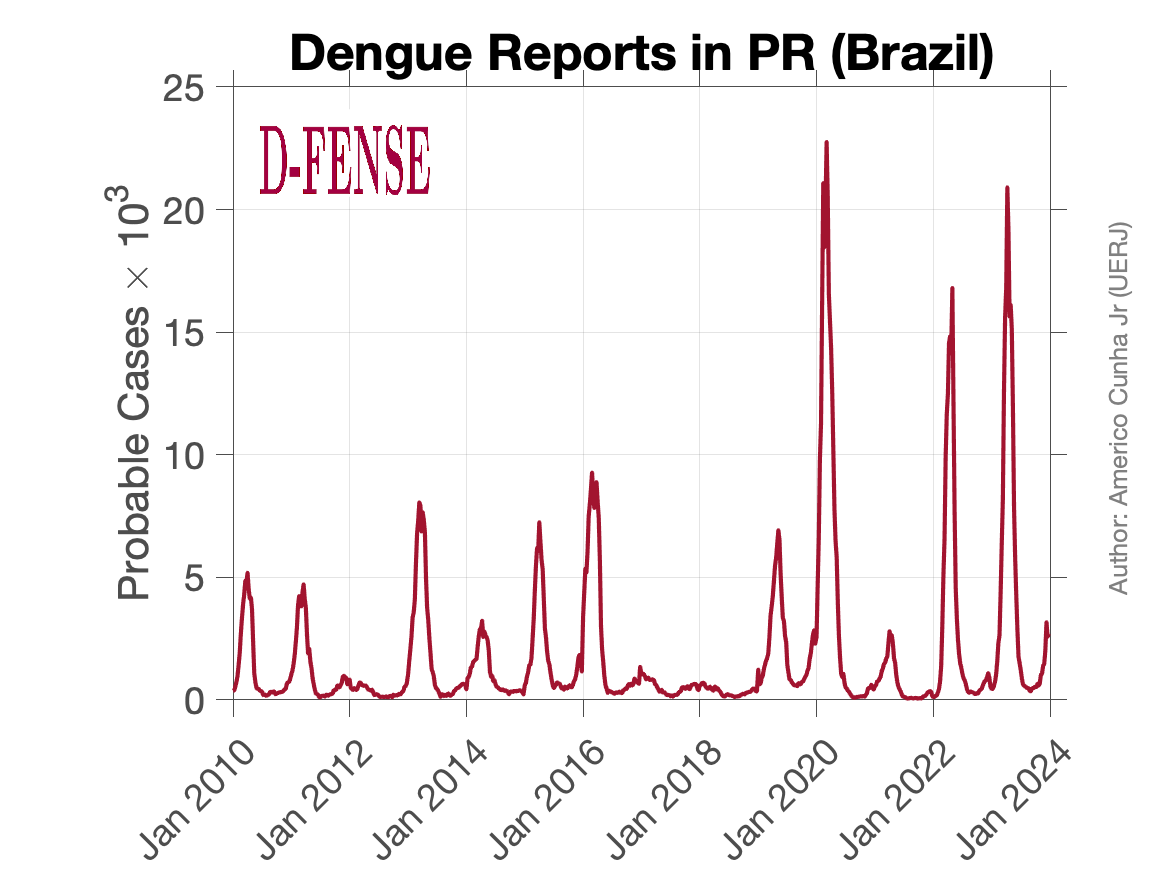 Dengue Reports in PR (Brazil)
D-FENSE
Probable Cases × 10³
25
20
15
10
5
0
Jan 2010
Jan 2012
Jan 2014
Jan 2016
Jan 2018
Jan 2020
Jan 2022
Jan 2024
Author: Americo Cunha Jr (UERJ)